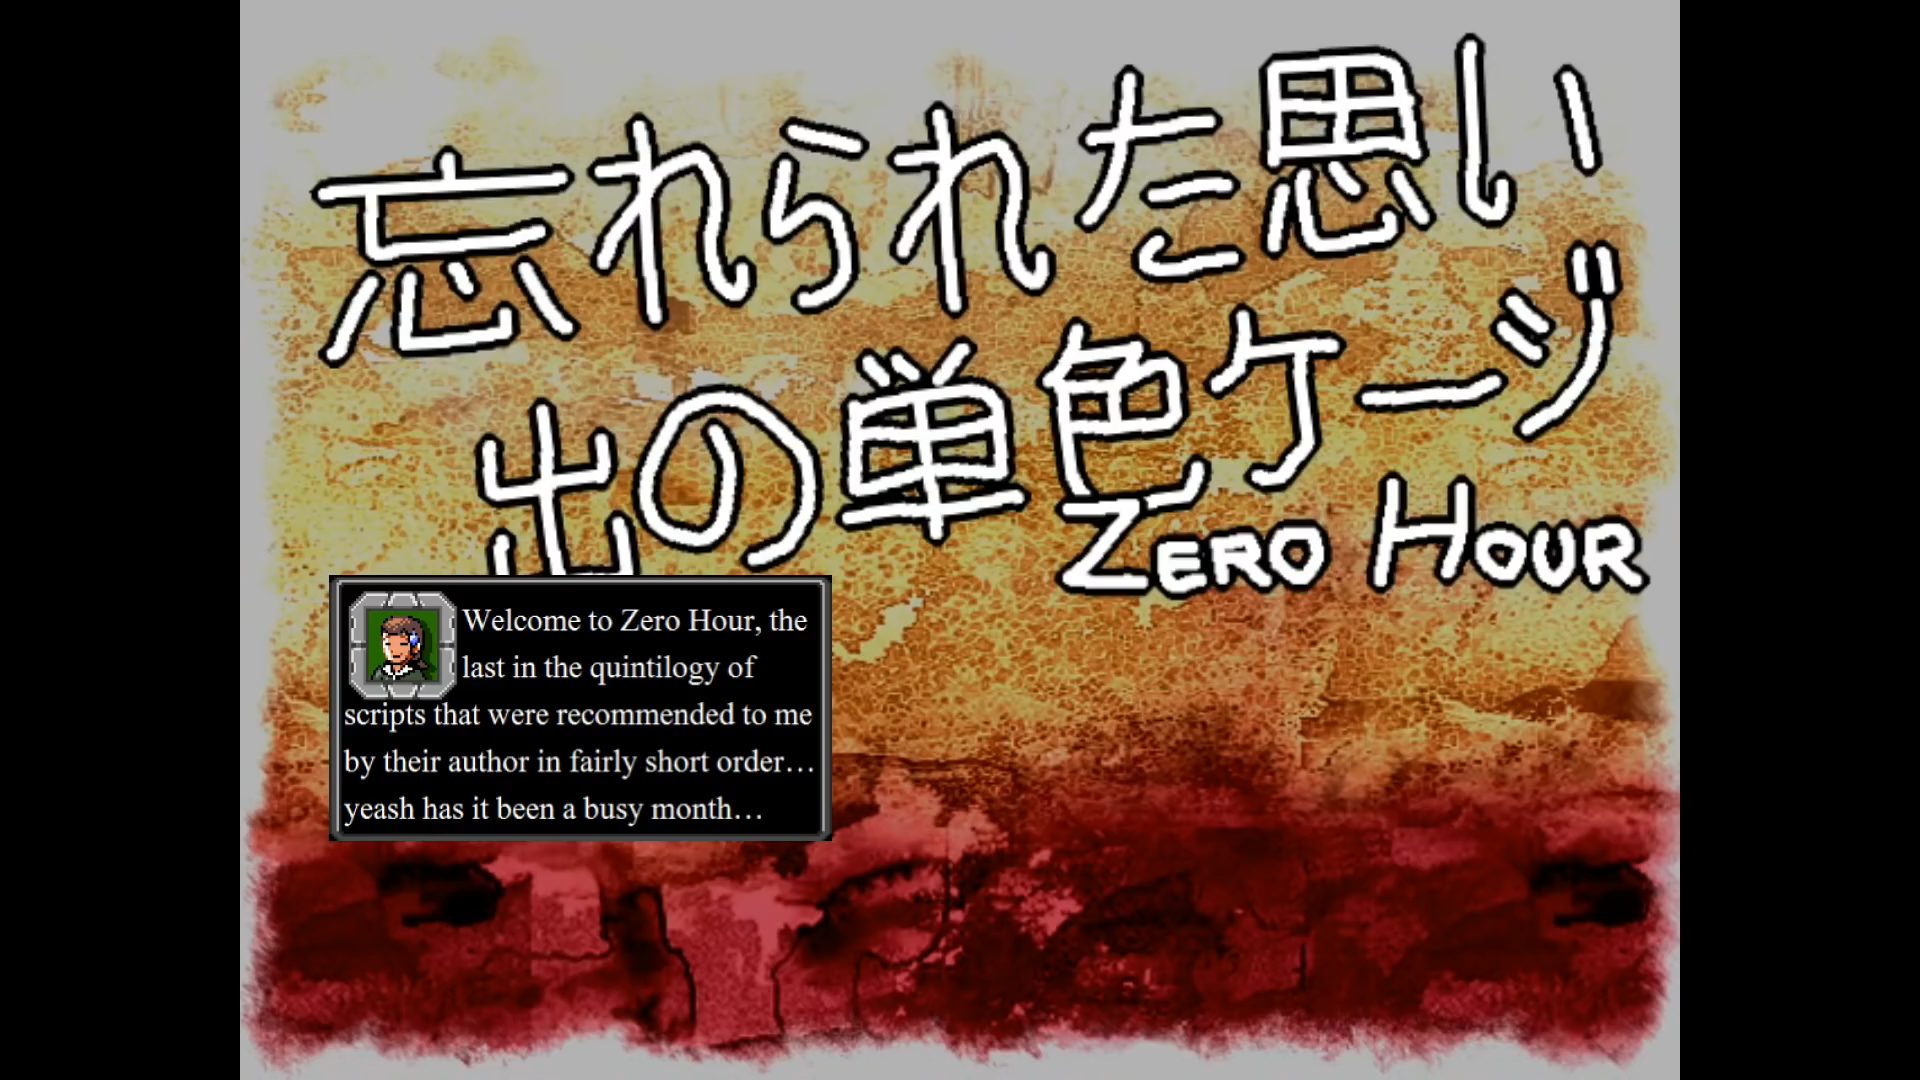 忘れられた思い
出の単色ケージ
ZERO HOUR
Welcome to Zero Hour, the
last in the quintilogy of
scripts that were recommended to me
by their author in fairly short order…
yeash has it been a busy month…